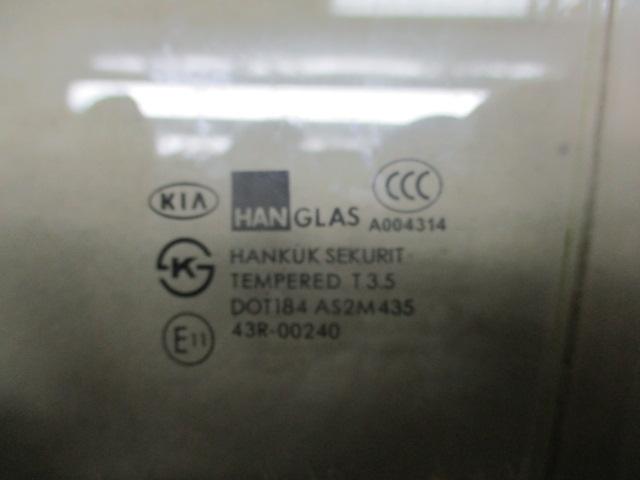 KIA HANGLAS CCC
A004314
HANKUK SEKURIT
TEMPERED T 3.5
DOT184 AS2M435
43R-00240
K
E11